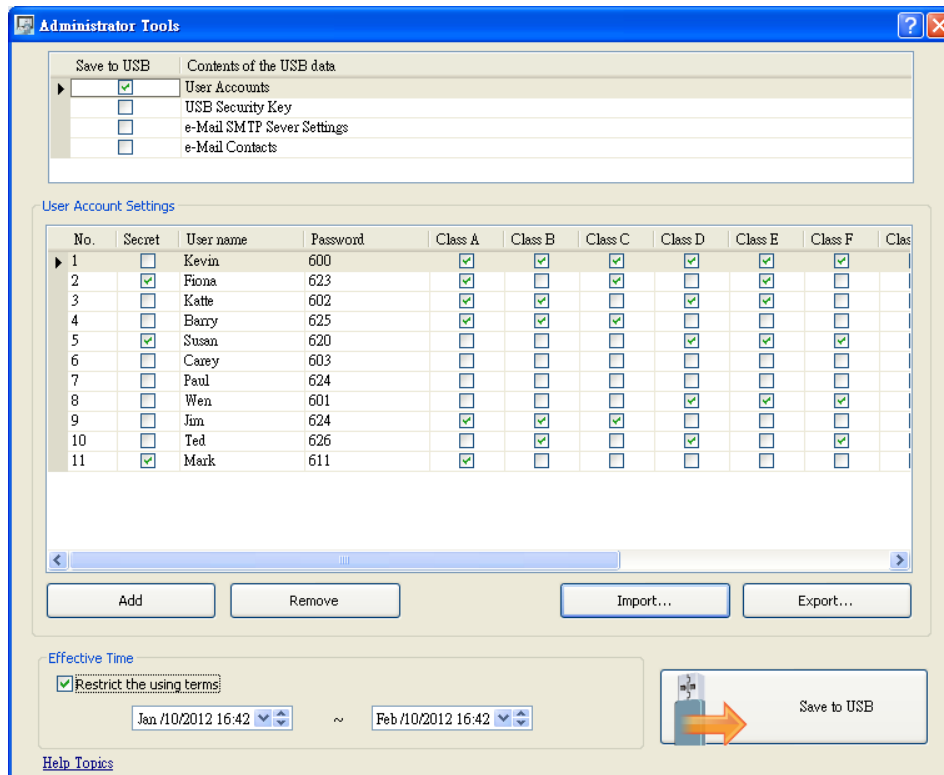 Administrator Tools
Save to USB Contents of the USB data
User Accounts
USB Security Key
e-Mail SMTP Sever Settings
e-Mail Contacts
User Account Settings
No. Secret User name Password Class A Class B Class C Class D Class E Class F Clas
1 Kevin 600
2 Fiona 623
3 Katte 602
4 Barry 625
5 Susan 620
6 Carey 603
7 Paul 624
8 Wen 601
9 Jim 624
10 Ted 626
11 Mark 611
Add Remove Import... Export...
Effective Time
Restrict the using terms
Jan /10/2012 16:42 ~ Feb /10/2012 16:42
Save to USB
Help Topics